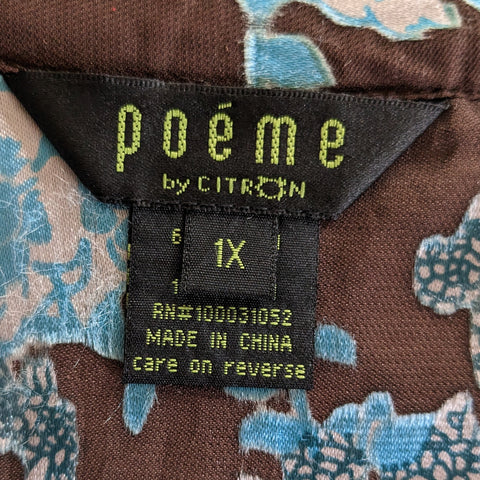 poéme
by CITRON
1X
RN#100031052
MADE IN CHINA
care on reverse